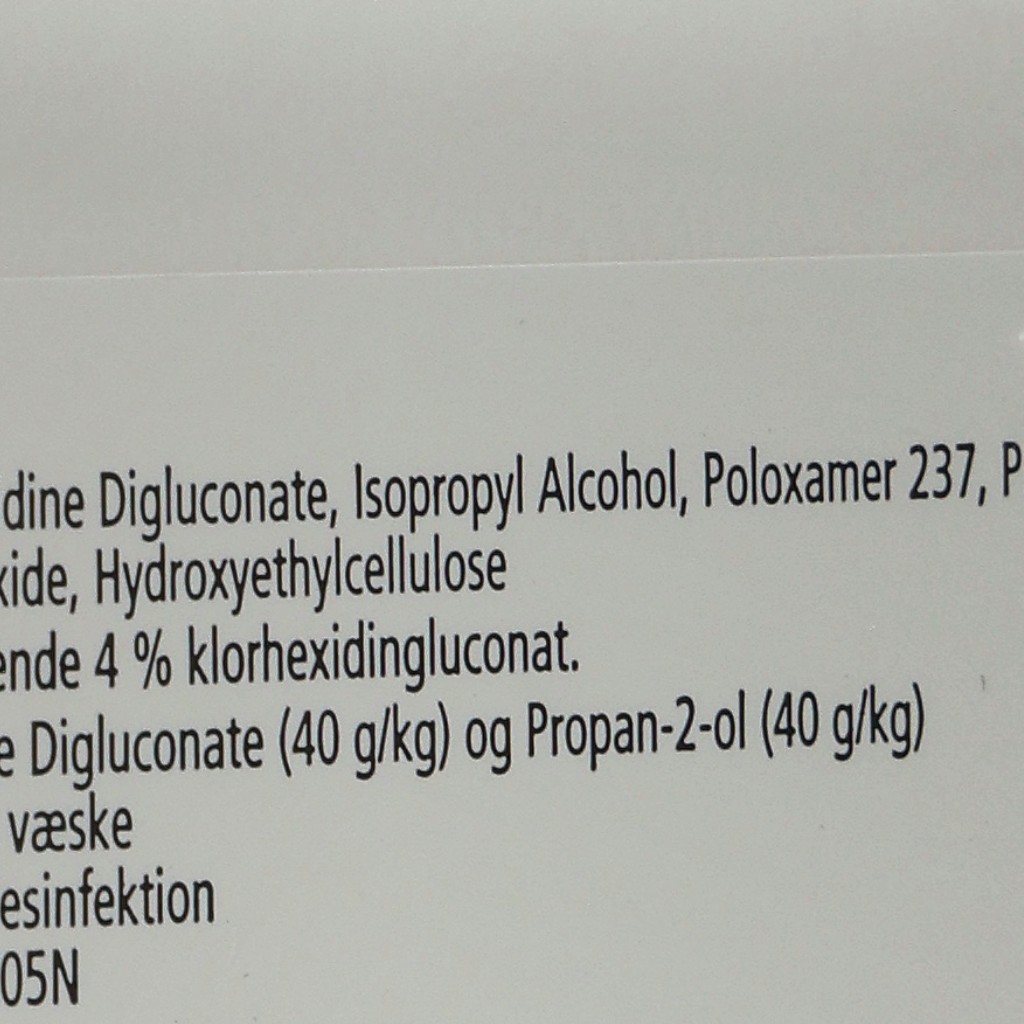 dine Digluconate, Isopropyl Alcohol, Poloxamer 237, P
xide, Hydroxyethylcellulose
ende 4 % klorhexidingluconat.
e Digluconate (40 g/kg) og Propan-2-ol (40 g/kg)
væske
esinfektion
05N